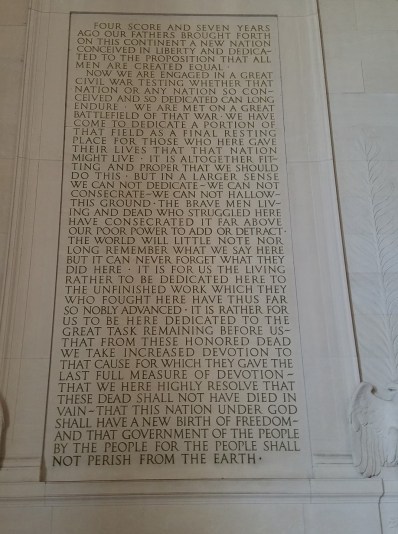 FOUR SCORE AND SEVEN YEARS
AGO OUR FATHERS BROUGHT FORTH
ON THIS CONTINENT A NEW NATION
CONCEIVED IN LIBERTY AND DEDICA-
TED TO THE PROPOSITION THAT ALL
MEN ARE CREATED EQUAL ·
NOW WE ARE ENGAGED IN A GREAT
CIVIL WAR TESTING WHETHER THAT
NATION OR ANY NATION SO CON-
CEIVED AND SO DEDICATED CAN LONG
ENDURE · WE ARE MET ON A GREAT
BATTLEFIELD OF THAT WAR · WE HAVE
COME TO DEDICATE A PORTION OF
THAT FIELD AS A FINAL RESTING
PLACE FOR THOSE WHO HERE GAVE
THEIR LIVES THAT THAT NATION
MIGHT LIVE · IT IS ALTOGETHER FIT-
TING AND PROPER THAT WE SHOULD
DO THIS · BUT IN A LARGER SENSE
WE CAN NOT DEDICATE – WE CAN NOT
CONSECRATE – WE CAN NOT HALLOW –
THIS GROUND · THE BRAVE MEN LIV-
ING AND DEAD WHO STRUGGLED HERE
HAVE CONSECRATED IT FAR ABOVE
OUR POOR POWER TO ADD OR DETRACT ·
THE WORLD WILL LITTLE NOTE NOR
LONG REMEMBER WHAT WE SAY HERE
BUT IT CAN NEVER FORGET WHAT THEY
DID HERE · IT IS FOR US THE LIVING
RATHER TO BE DEDICATED HERE TO
THE UNFINISHED WORK WHICH THEY
WHO FOUGHT HERE HAVE THUS FAR
SO NOBLY ADVANCED · IT IS RATHER FOR
US TO BE HERE DEDICATED TO THE
GREAT TASK REMAINING BEFORE US –
THAT FROM THESE HONORED DEAD
WE TAKE INCREASED DEVOTION TO
THAT CAUSE FOR WHICH THEY GAVE THE
LAST FULL MEASURE OF DEVOTION –
THAT WE HERE HIGHLY RESOLVE THAT
THESE DEAD SHALL NOT HAVE DIED IN
VAIN – THAT THIS NATION UNDER GOD
SHALL HAVE A NEW BIRTH OF FREEDOM –
AND THAT GOVERNMENT OF THE PEOPLE
BY THE PEOPLE FOR THE PEOPLE SHALL
NOT PERISH FROM THE EARTH ·